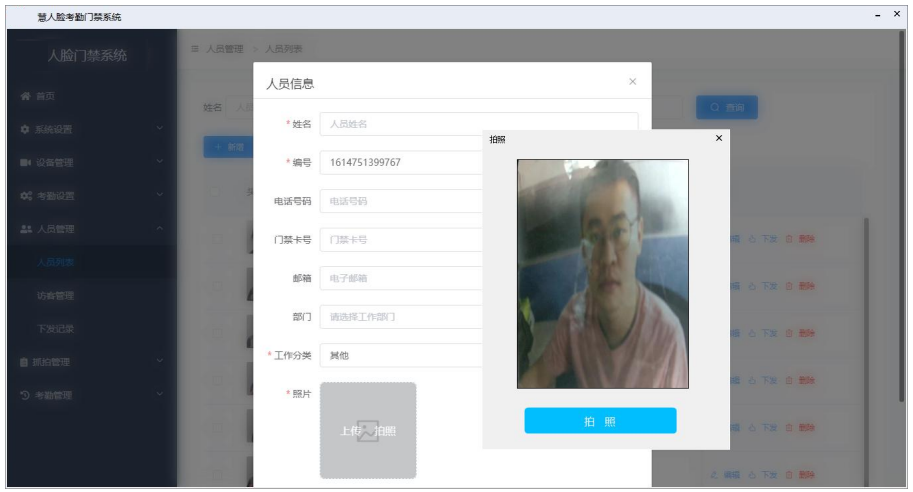 慧人脸考勤门禁系统
人脸门禁系统
人员管理 > 人员列表
首页
系统设置
设备管理
考勤设置
人员管理
人员列表
访客管理
下发记录
抓拍管理
考勤管理
姓名
查询
+ 新增
人员信息
* 姓名 人员姓名
* 编号 1614751399767
电话号码 电话号码
门禁卡号 门禁卡号
邮箱 电子邮箱
部门 请选择工作部门
* 工作分类 其他
* 照片
上传 拍照
拍照
拍 照
下发 删除
下发 删除
下发 删除
下发 删除
下发 删除
编辑 下发 删除